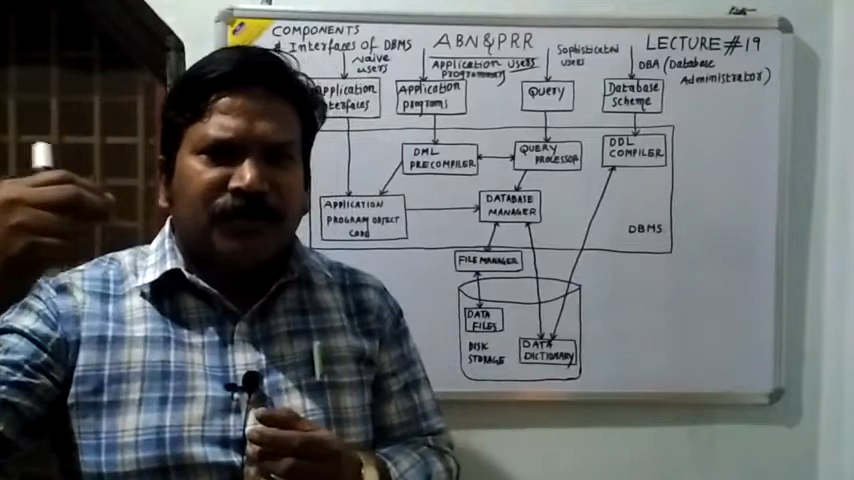 COMPONENTS
& Interfaces of DBMS
ABN&PRR
LECTURE #19
Naive
users
Application Users
programmary users
Sophisticated
users
DBA (Database
Administrator)
Application
Interfaces
Application
programs
Query
Database
Scheme
DML
PRECOMPILER
QUERY
PROCESSOR
DDL
COMPILER
APPLICATION
PROGRAM OBJECT
CODE
DATABASE
MANAGER
DBMS
FILE MANAGER
DATA
FILES
DISK
STORAGE
DATA
DICTIONARY